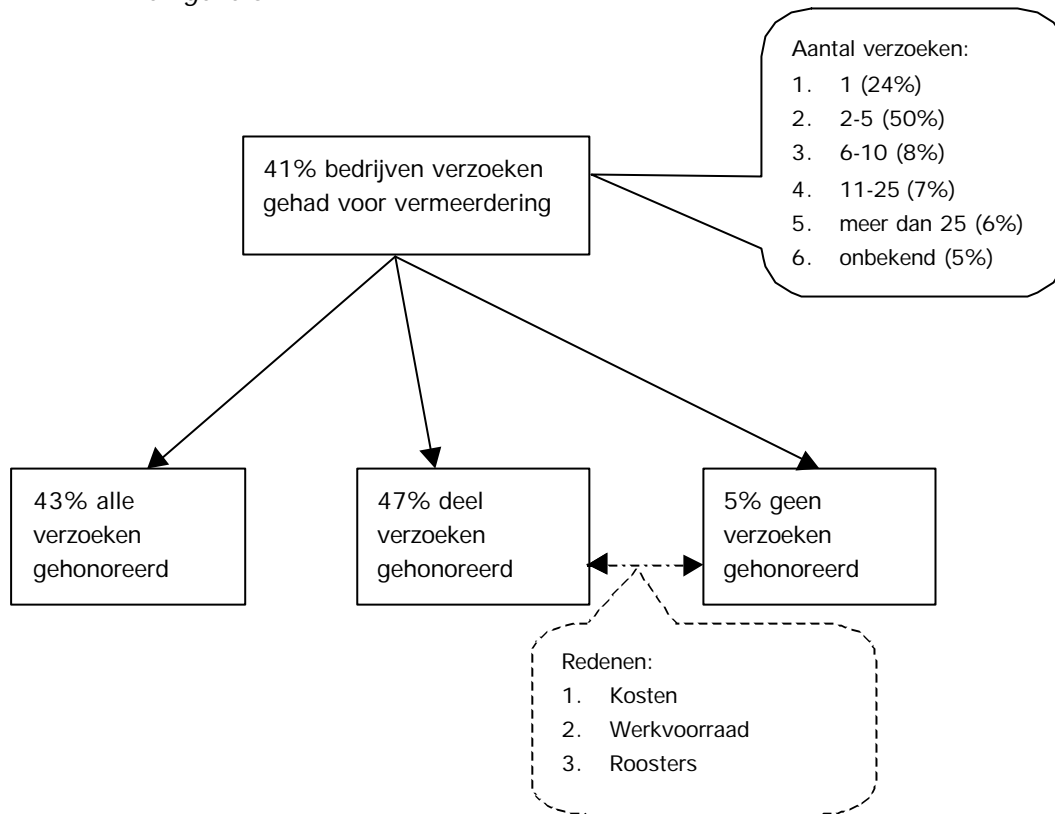 Aantal verzoeken:
1. 1 (24%)
2. 2-5 (50%)
3. 6-10 (8%)
4. 11-25 (7%)
5. meer dan 25 (6%)
6. onbekend (5%)
41% bedrijven verzoeken
gehad voor vermeerdering
43% alle
verzoeken
gehonoreerd
47% deel
verzoeken
gehonoreerd
5% geen
verzoeken
gehonoreerd
Redenen:
1. Kosten
2. Werkvoorraad
3. Roosters